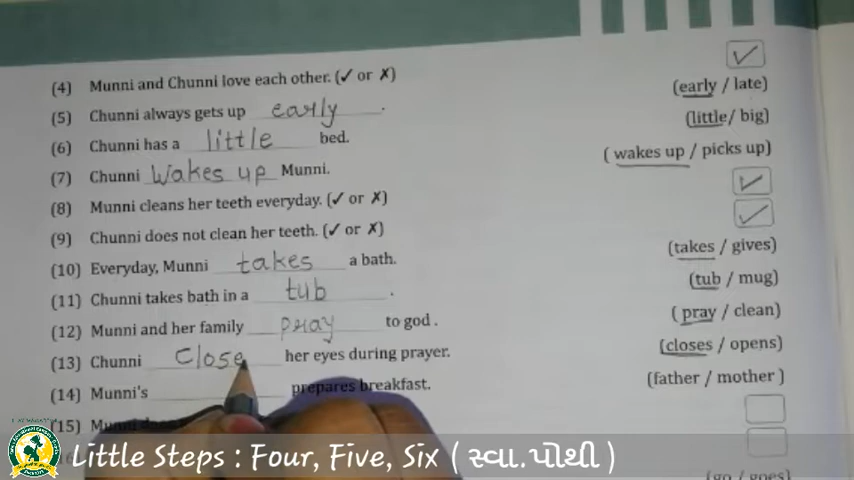 (4) Munni and Chunni love each other. (✓ or ✗) ✓
(5) Chunni always gets up early . (early / late)
(6) Chunni has a little bed. (little / big)
(7) Chunni wakes up Munni. ( wakes up / picks up)
(8) Munni cleans her teeth everyday. (✓ or ✗) ✓
(9) Chunni does not clean her teeth. (✓ or ✗) ✓
(10) Everyday, Munni takes a bath. (takes / gives)
(11) Chunni takes bath in a tub . (tub / mug)
(12) Munni and her family pray to god . ( pray / clean)
(13) Chunni close her eyes during prayer. (closes / opens)
(14) Munni's prepares breakfast. (father / mother )
(15) Munni
Little Steps : Four, Five, Six ( સ્વા.પોથી )
(go / goes)